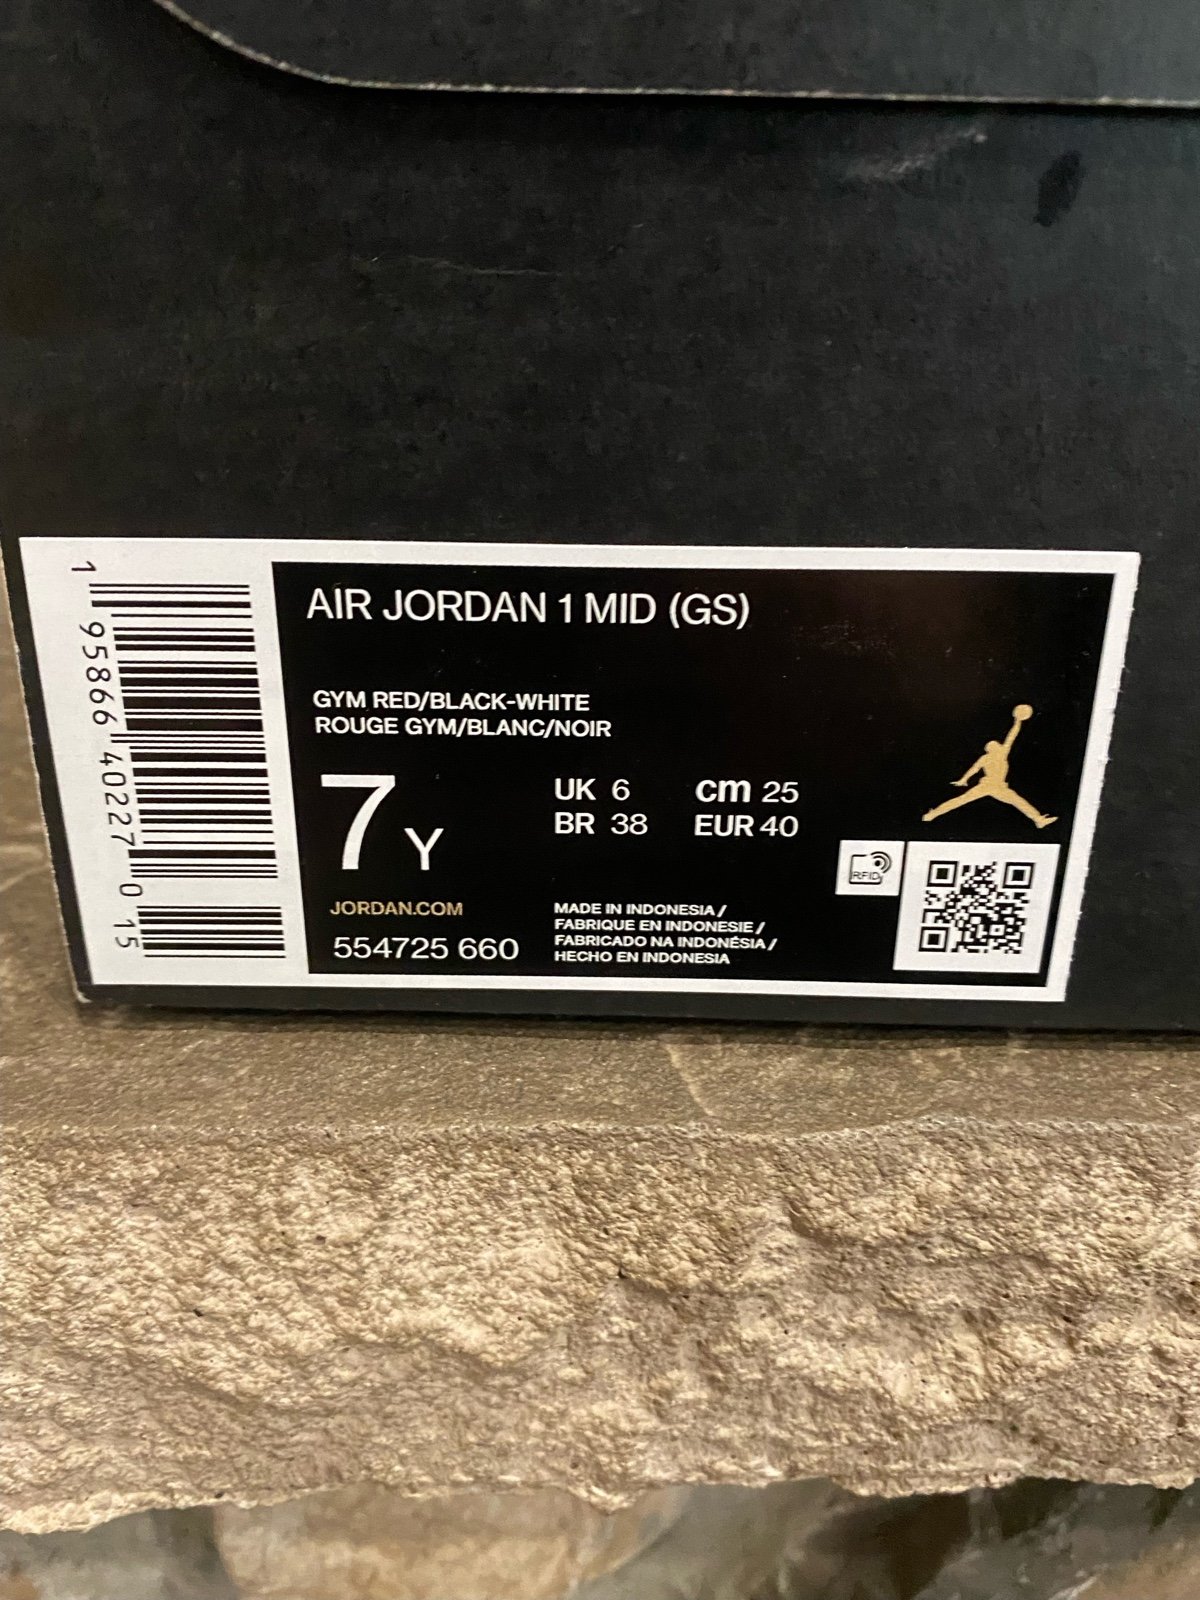 1 95866 40227 0 15
AIR JORDAN 1 MID (GS)
GYM RED/BLACK-WHITE
ROUGE GYM/BLANC/NOIR
7 Y
UK 6 cm 25
BR 38 EUR 40
RFID
JORDAN.COM
554725 660
MADE IN INDONESIA /
FABRIQUE EN INDONESIE /
FABRICADO NA INDONÉSIA /
HECHO EN INDONESIA